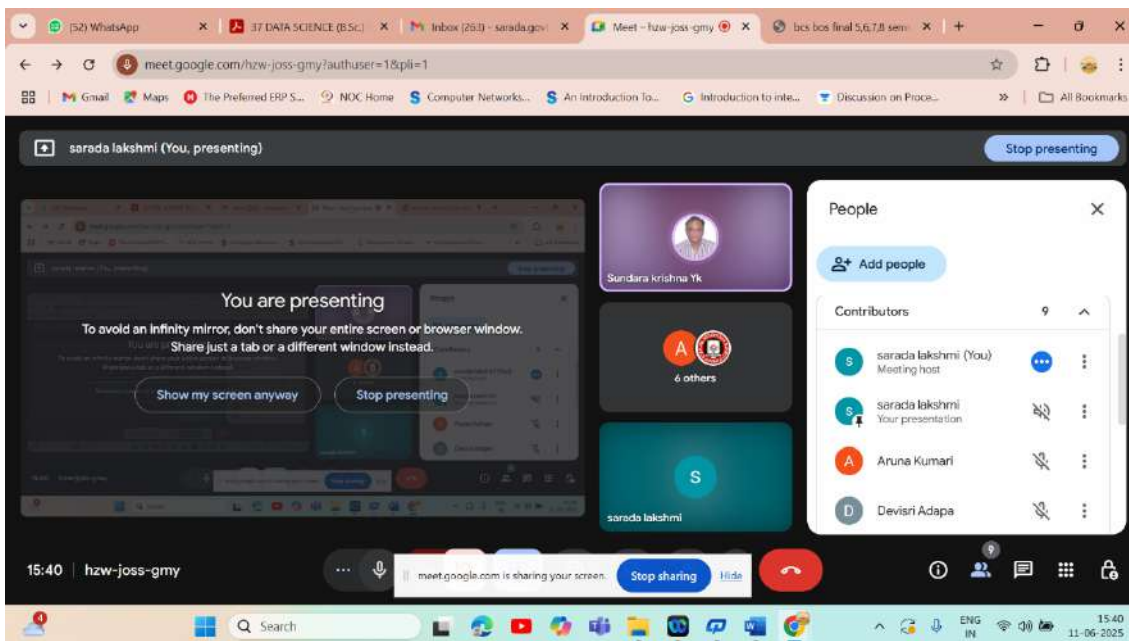 (52) WhatsApp
37 DATA SCIENCE (B.Sc.)
Inbox (263) - sarada.govi
Meet – hzw-joss-gmy
bcs bos final 5,6,7,8 sem
meet.google.com/hzw-joss-gmy?authuser=1&pli=1
Gmail
Maps
The Preferred ERP S...
NOC Home
Computer Networks...
An Introduction To...
Introduction to inte...
Discussion on Proce...
All Bookmarks
sarada lakshmi (You, presenting)
Stop presenting
You are presenting
To avoid an infinity mirror, don't share your entire screen or browser window.
Share just a tab or a different window instead.
Show my screen anyway
Stop presenting
Sundara krishna Yk
A
6 others
S
sarada lakshmi
People
Add people
Contributors 9
S
sarada lakshmi (You)
Meeting host
S
sarada lakshmi
Your presentation
A
Aruna Kumari
D
Devisri Adapa
15:40 | hzw-joss-gmy
meet.google.com is sharing your screen.
Stop sharing
Hide
9
4
Search
ENG
IN
15:40
11-06-2025